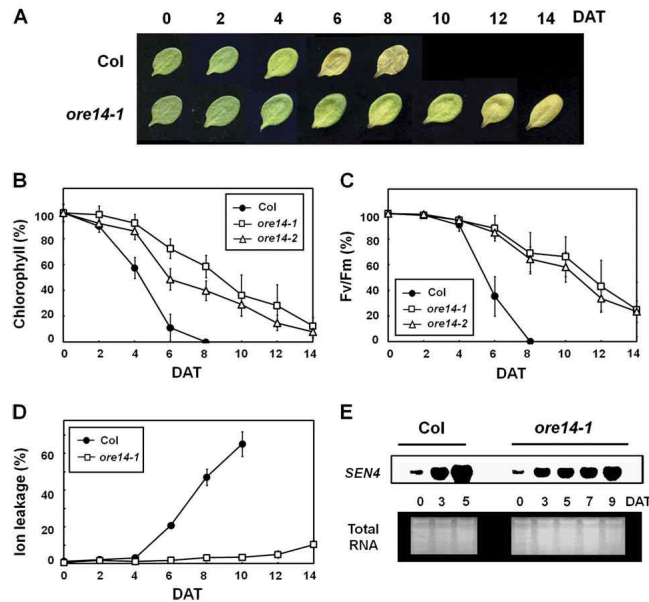 A
0 2 4 6 8 10 12 14 DAT
Col
ore14-1
B
Chlorophyll (%)
100
80
60
40
20
0
0 2 4 6 8 10 12 14
DAT
Col
ore14-1
ore14-2
C
Fv/Fm (%)
100
80
60
40
20
0
0 2 4 6 8 10 12 14
DAT
Col
ore14-1
ore14-2
D
Ion leakage (%)
60
40
20
0
0 2 4 6 8 10 12 14
DAT
Col
ore14-1
E
Col ore14-1
SEN4
0 3 5 0 3 5 7 9 DAT
Total
RNA